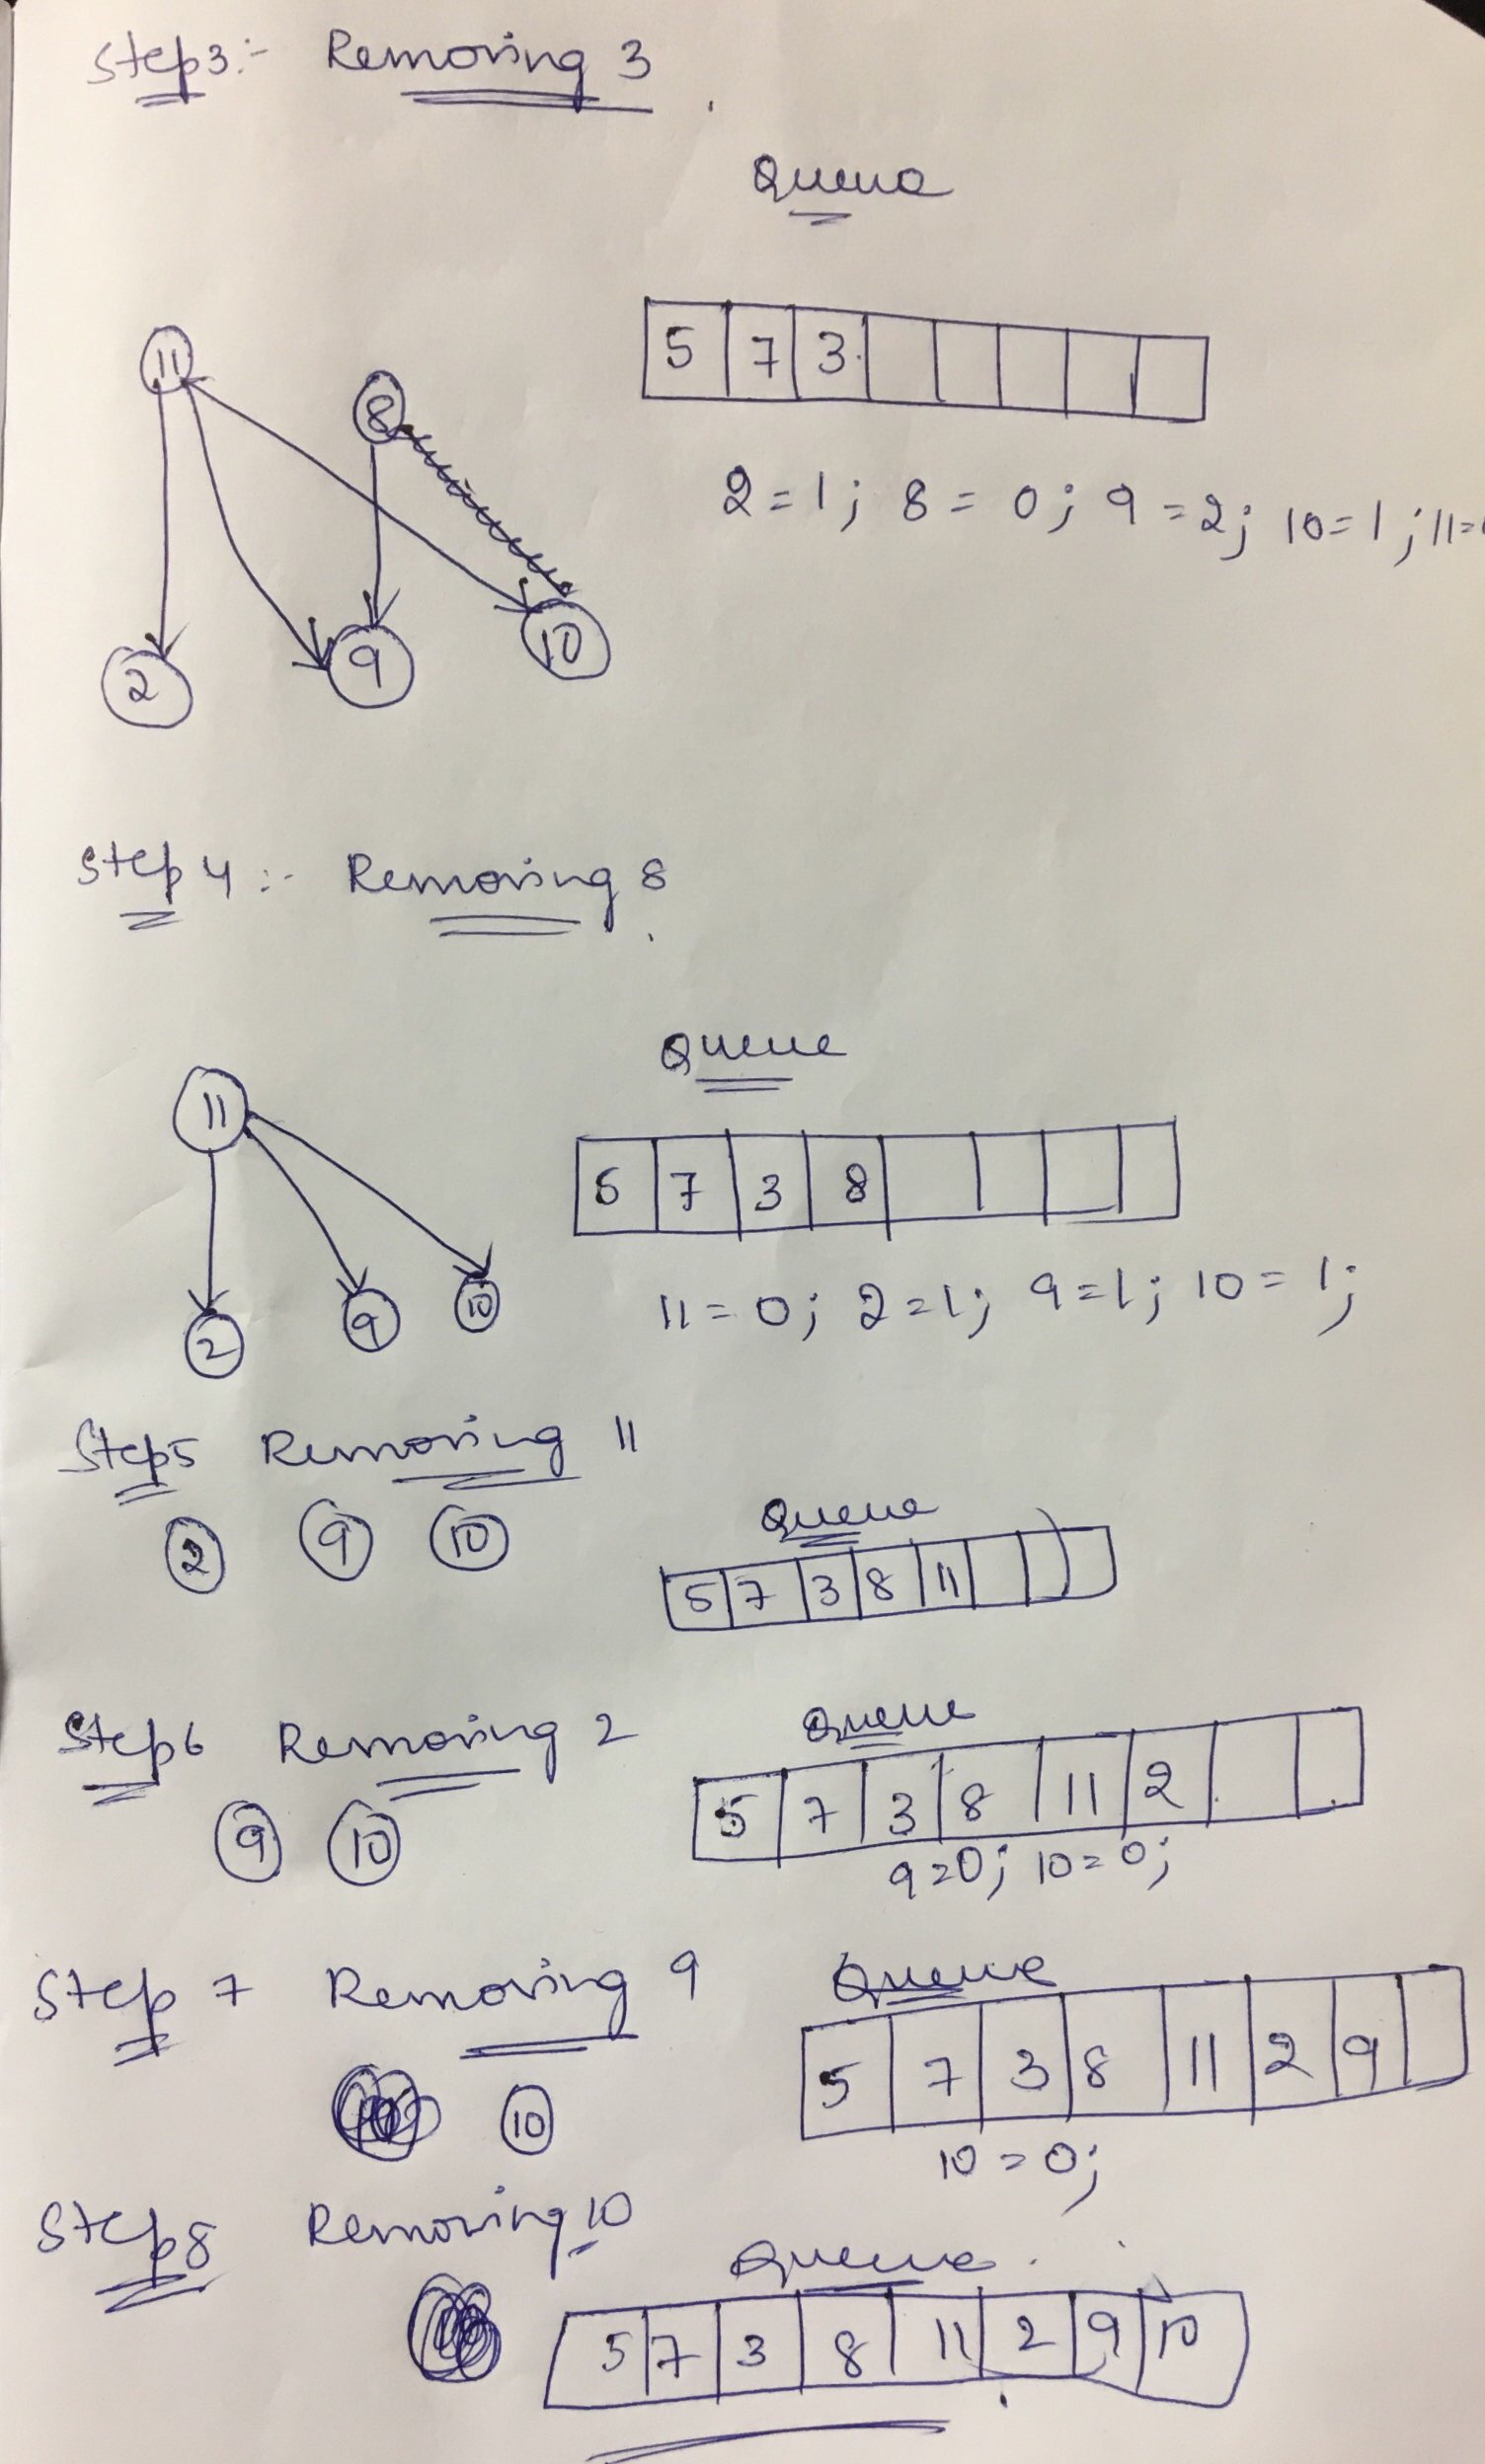 Step3:- Removing 3
Queue
5 7 3
11 8
2 9 10
2=1; 8=0; 9=2; 10=1; 11=
Step 4:- Removing 8
Queue
11
5 7 3 8
2 9 10
11=0; 2=1; 9=1; 10=1;
Step5 Removing 11
2 9 10
Queue
5 7 3 8 11
Step6 Removing 2
Queue
5 7 3 8 11 2
9 10
9=0; 10=0;
Step 7 Removing 9
Queue
5 7 3 8 11 2 9
10
10=0;
Step8 Removing 10
Queue
5 7 3 8 11 2 9 10